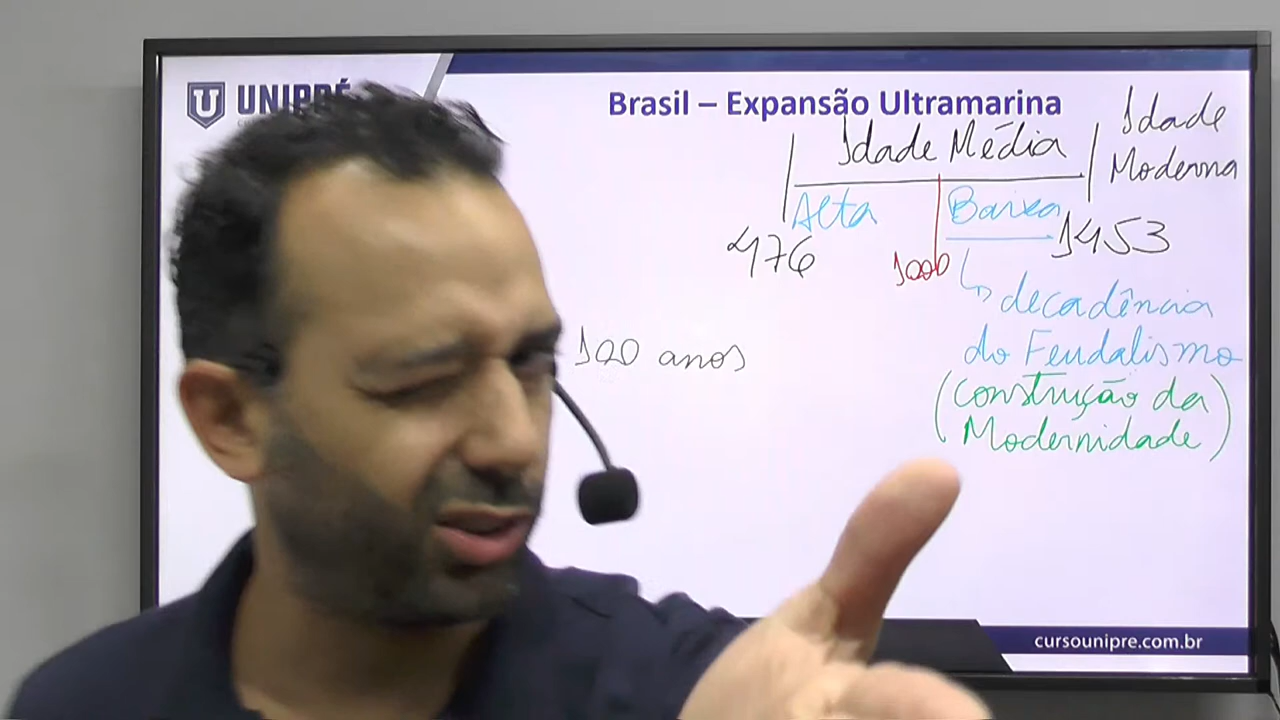 UNIPRÉ
Brasil – Expansão Ultramarina
Idade Média
Idade
Moderna
Alta
Baixa
476
1000
1453
decadência
do Feudalismo
(construção da
Modernidade)
100 anos
cursounipre.com.br